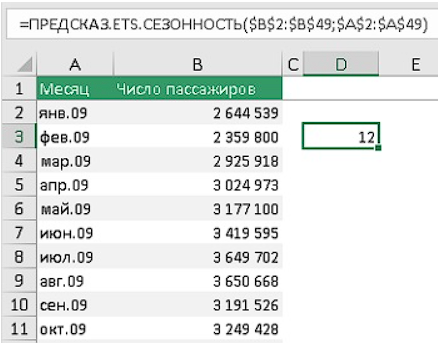 =ПРЕДСКАЗ.ETS.СЕЗОННОСТЬ($B$2:$B$49;$A$2:$A$49)
A B C D E
1 Месяц Число пассажиров
2 янв.09 2 644 539
3 фев.09 2 359 800 12
4 мар.09 2 925 918
5 апр.09 3 024 973
6 май.09 3 177 100
7 июн.09 3 419 595
8 июл.09 3 649 702
9 авг.09 3 650 668
10 сен.09 3 191 526
11 окт.09 3 249 428